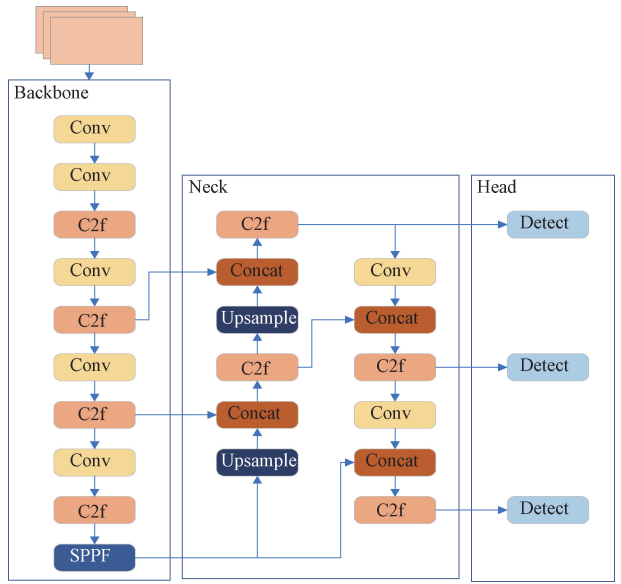 Backbone
Conv
Conv
C2f
Conv
C2f
Conv
C2f
Conv
C2f
SPPF
Neck
C2f
Concat
Upsample
C2f
Concat
Upsample
Conv
Concat
C2f
Conv
Concat
C2f
Head
Detect
Detect
Detect